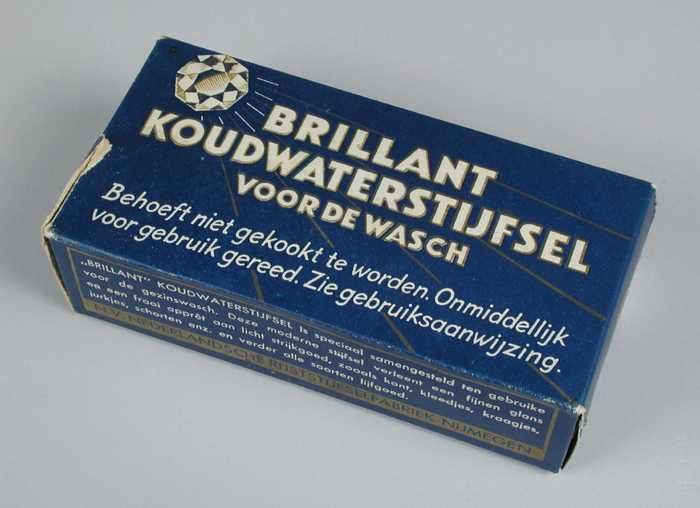 BRILLANT
KOUDWATERSTIJFSEL
VOOR DE WASCH
Behoeft niet gekookt te worden. Onmiddellijk
voor gebruik gereed. Zie gebruiksaanwijzing.
„BRILLANT” KOUDWATERSTIJFSEL is speciaal samengesteld ten gebruike
voor de gezinswasch. Deze moderne stijfsel verleent een fijnen glans
en een fraai apprêt aan licht strijkgoed, zooals kant, kleedjes, kraagjes,
jurkjes, schorten enz. en verder alle soorten lijfgoed.
N.V. NEDERLANDSCHE RIJSTSTIJFSELFABRIEK NIJMEGEN